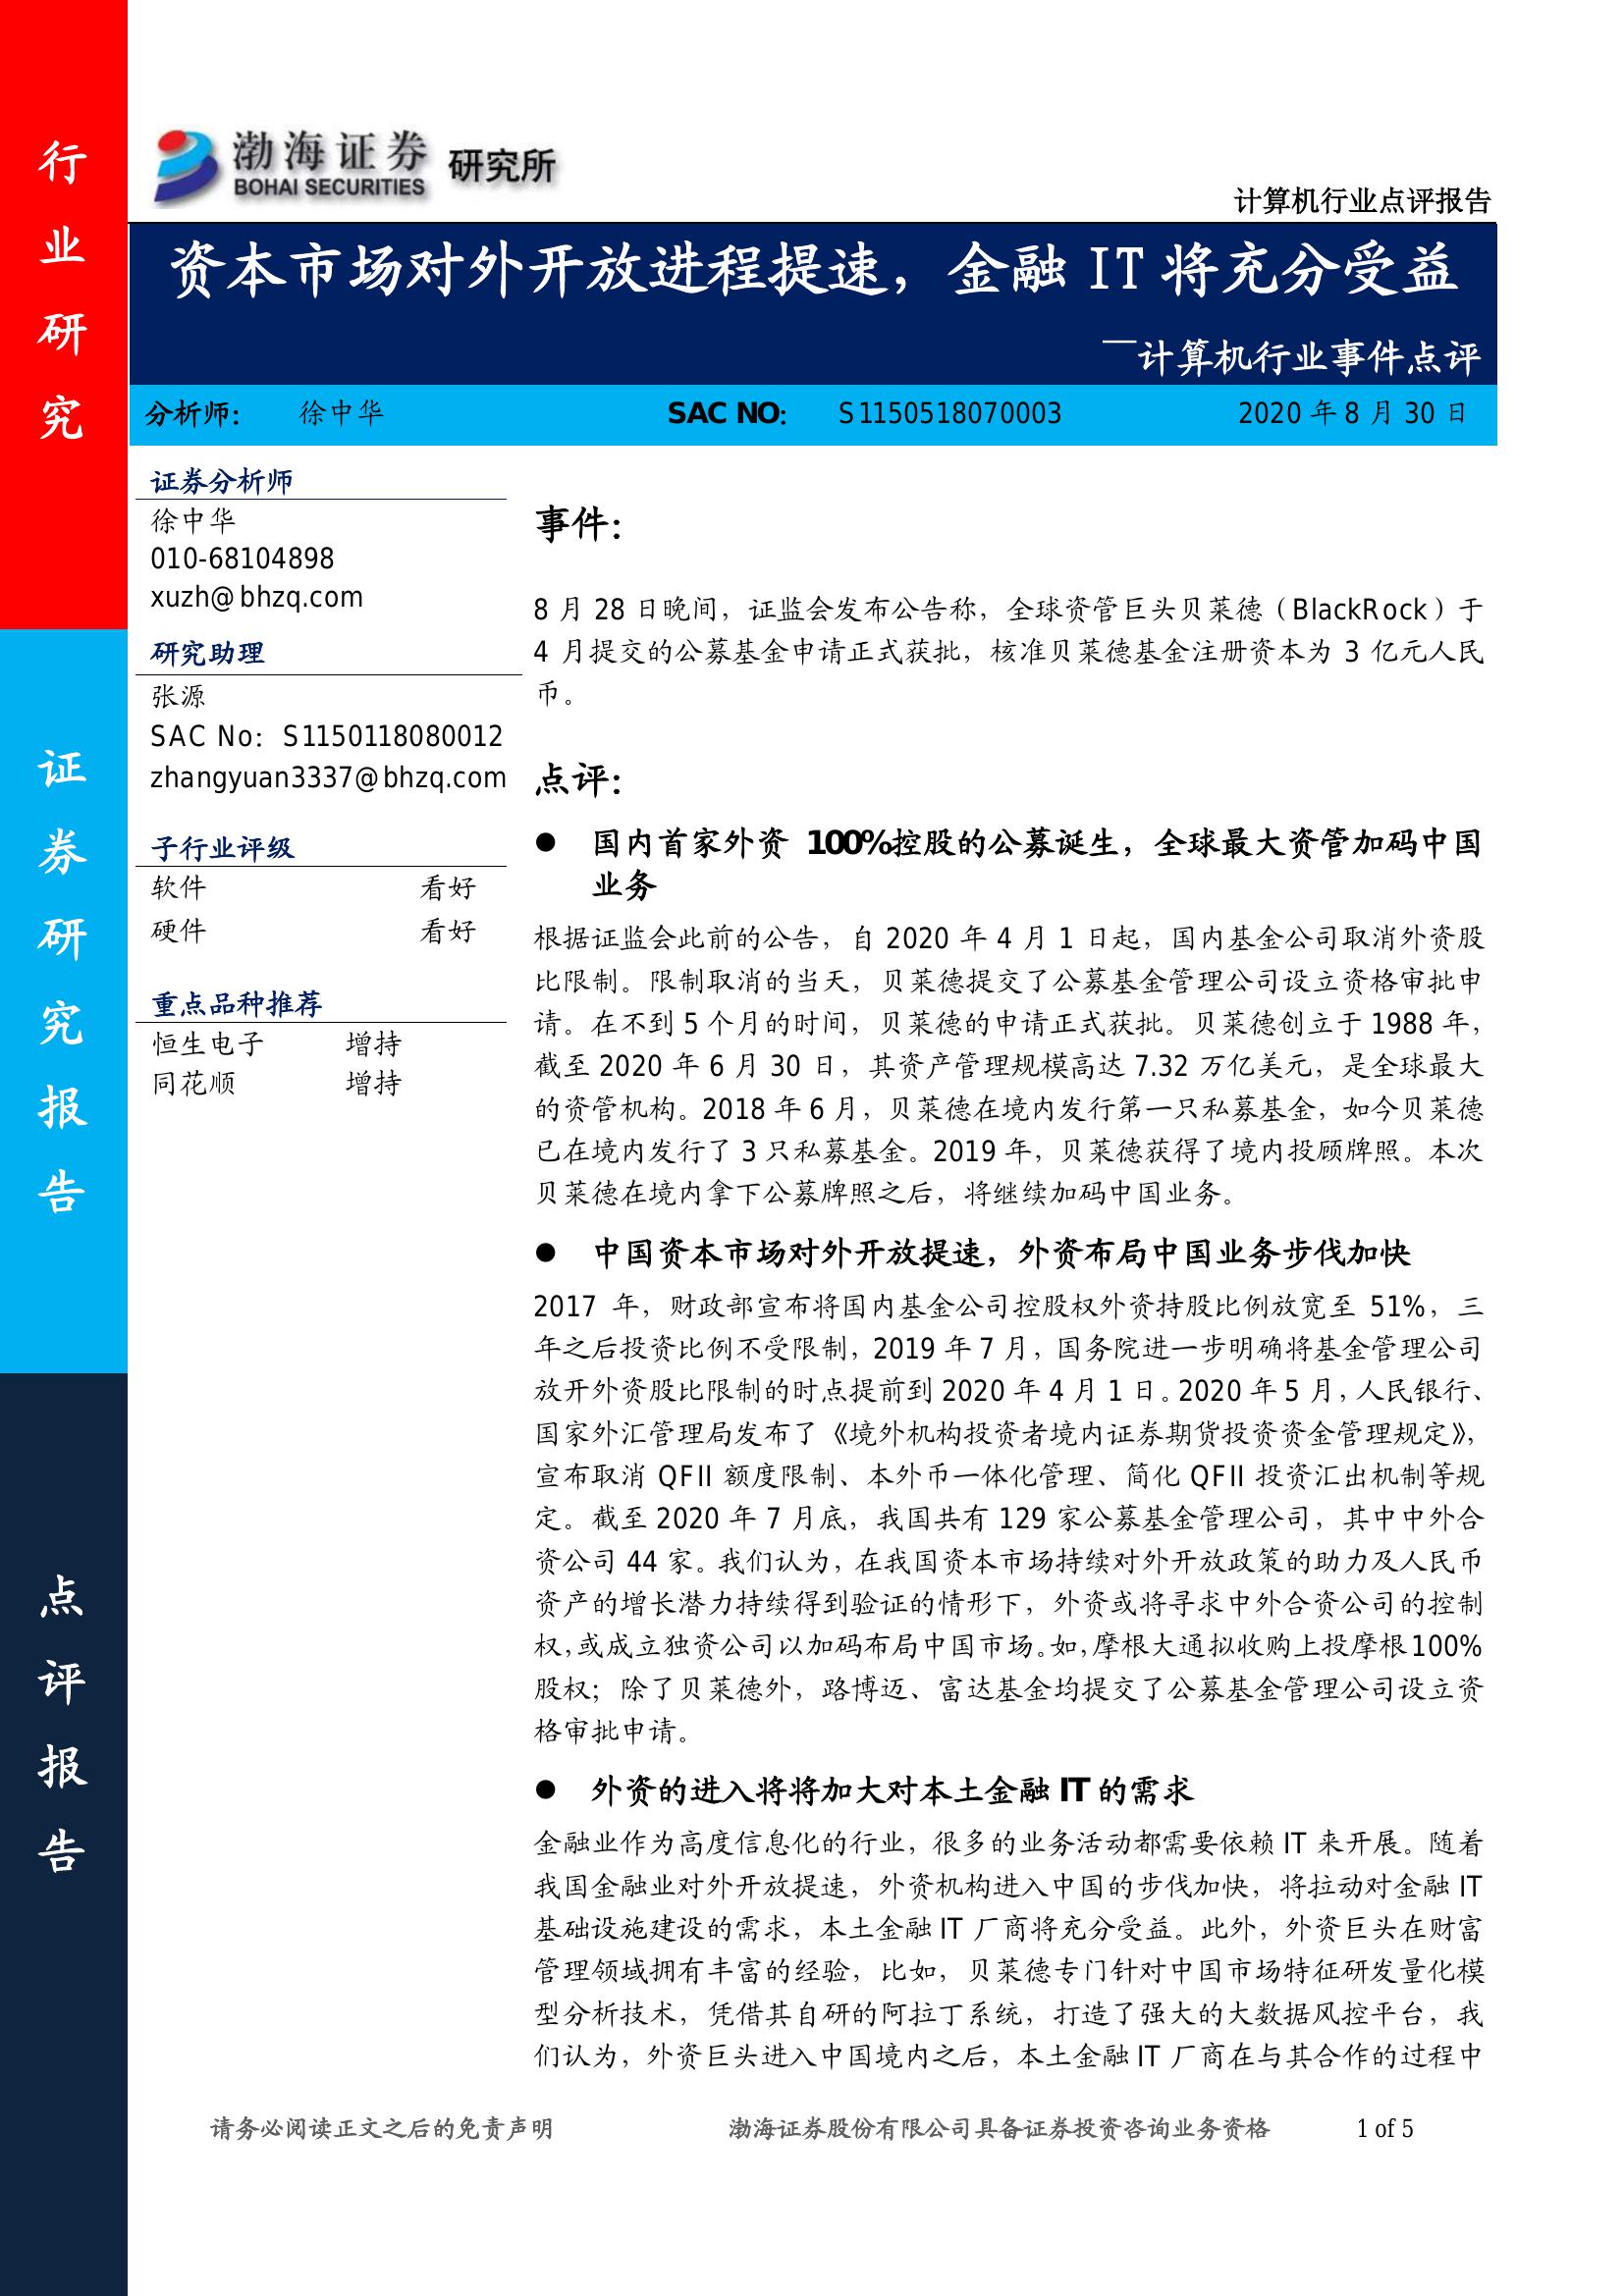 行
业
研
究
证
券
研
究
报
告
点
评
报
告
渤海证券 研究所
BOHAI SECURITIES
计算机行业点评报告
资本市场对外开放进程提速，金融 IT 将充分受益
—计算机行业事件点评
分析师： 徐中华 SAC NO： S1150518070003 2020 年 8 月 30 日
证券分析师
徐中华
010-68104898
xuzh@bhzq.com
研究助理
张源
SAC No：S1150118080012
zhangyuan3337@bhzq.com
子行业评级
软件 看好
硬件 看好
重点品种推荐
恒生电子 增持
同花顺 增持
事件：
8 月 28 日晚间，证监会发布公告称，全球资管巨头贝莱德（BlackRock）于
4 月提交的公募基金申请正式获批，核准贝莱德基金注册资本为 3 亿元人民
币。
点评：
● 国内首家外资 100%控股的公募诞生，全球最大资管加码中国
业务
根据证监会此前的公告，自 2020 年 4 月 1 日起，国内基金公司取消外资股
比限制。限制取消的当天，贝莱德提交了公募基金管理公司设立资格审批申
请。在不到 5 个月的时间，贝莱德的申请正式获批。贝莱德创立于 1988 年，
截至 2020 年 6 月 30 日，其资产管理规模高达 7.32 万亿美元，是全球最大
的资管机构。2018 年 6 月，贝莱德在境内发行第一只私募基金，如今贝莱德
已在境内发行了 3 只私募基金。2019 年，贝莱德获得了境内投顾牌照。本次
贝莱德在境内拿下公募牌照之后，将继续加码中国业务。
● 中国资本市场对外开放提速，外资布局中国业务步伐加快
2017 年，财政部宣布将国内基金公司控股权外资持股比例放宽至 51%，三
年之后投资比例不受限制，2019 年 7 月，国务院进一步明确将基金管理公司
放开外资股比限制的时点提前到 2020 年 4 月 1 日。2020 年 5 月，人民银行、
国家外汇管理局发布了《境外机构投资者境内证券期货投资资金管理规定》，
宣布取消 QFII 额度限制、本外币一体化管理、简化 QFII 投资汇出机制等规
定。截至 2020 年 7 月底，我国共有 129 家公募基金管理公司，其中中外合
资公司 44 家。我们认为，在我国资本市场持续对外开放政策的助力及人民币
资产的增长潜力持续得到验证的情形下，外资或将寻求中外合资公司的控制
权，或成立独资公司以加码布局中国市场。如，摩根大通拟收购上投摩根 100%
股权；除了贝莱德外，路博迈、富达基金均提交了公募基金管理公司设立资
格审批申请。
● 外资的进入将将加大对本土金融 IT 的需求
金融业作为高度信息化的行业，很多的业务活动都需要依赖 IT 来开展。随着
我国金融业对外开放提速，外资机构进入中国的步伐加快，将拉动对金融 IT
基础设施建设的需求，本土金融 IT 厂商将充分受益。此外，外资巨头在财富
管理领域拥有丰富的经验，比如，贝莱德专门针对中国市场特征研发量化模
型分析技术，凭借其自研的阿拉丁系统，打造了强大的大数据风控平台，我
们认为，外资巨头进入中国境内之后，本土金融 IT 厂商在与其合作的过程中
请务必阅读正文之后的免责声明 渤海证券股份有限公司具备证券投资咨询业务资格 1 of 5